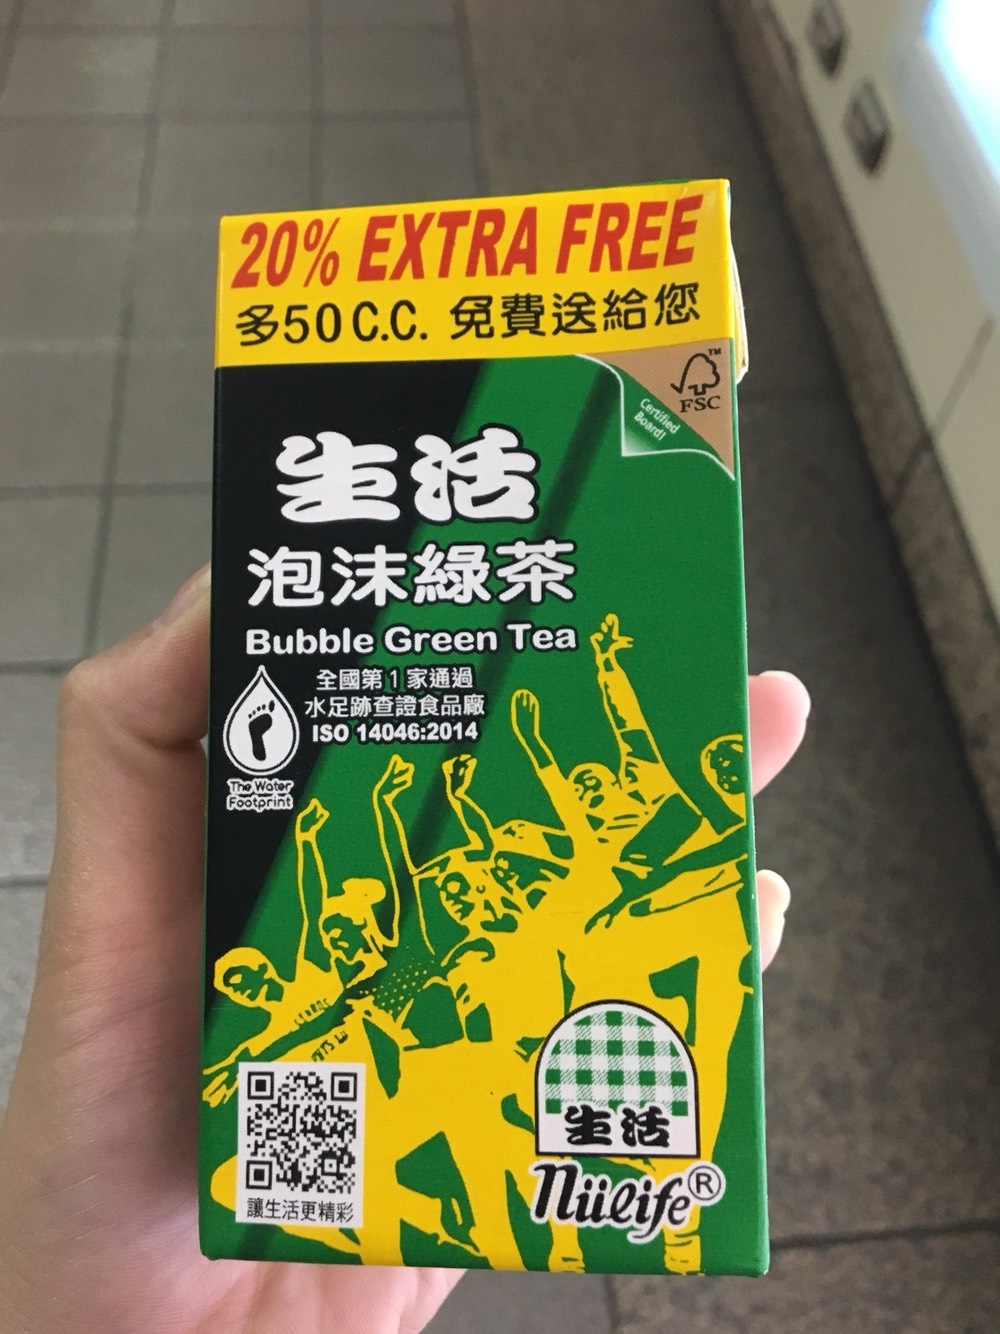 20% EXTRA FREE
多50 C.C. 免費送給您
FSC
TM
Certified
Board!
生活
泡沫綠茶
Bubble Green Tea
全國第1家通過
水足跡查證食品廠
ISO 14046:2014
The Water
Footprint
生活
nülife®
讓生活更精彩